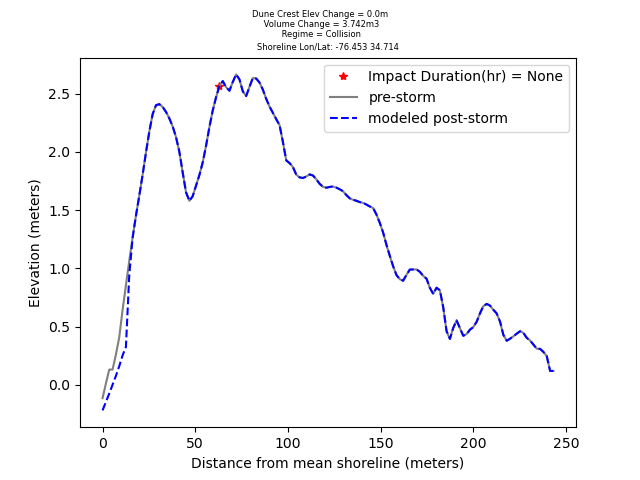 Dune Crest Elev Change = 0.0m
Volume Change = 3.742m3
Regime = Collision
Shoreline Lon/Lat: -76.453 34.714
Impact Duration(hr) = None
pre-storm
modeled post-storm
Elevation (meters)
2.5
2.0
1.5
1.0
0.5
0.0
0 50 100 150 200 250
Distance from mean shoreline (meters)